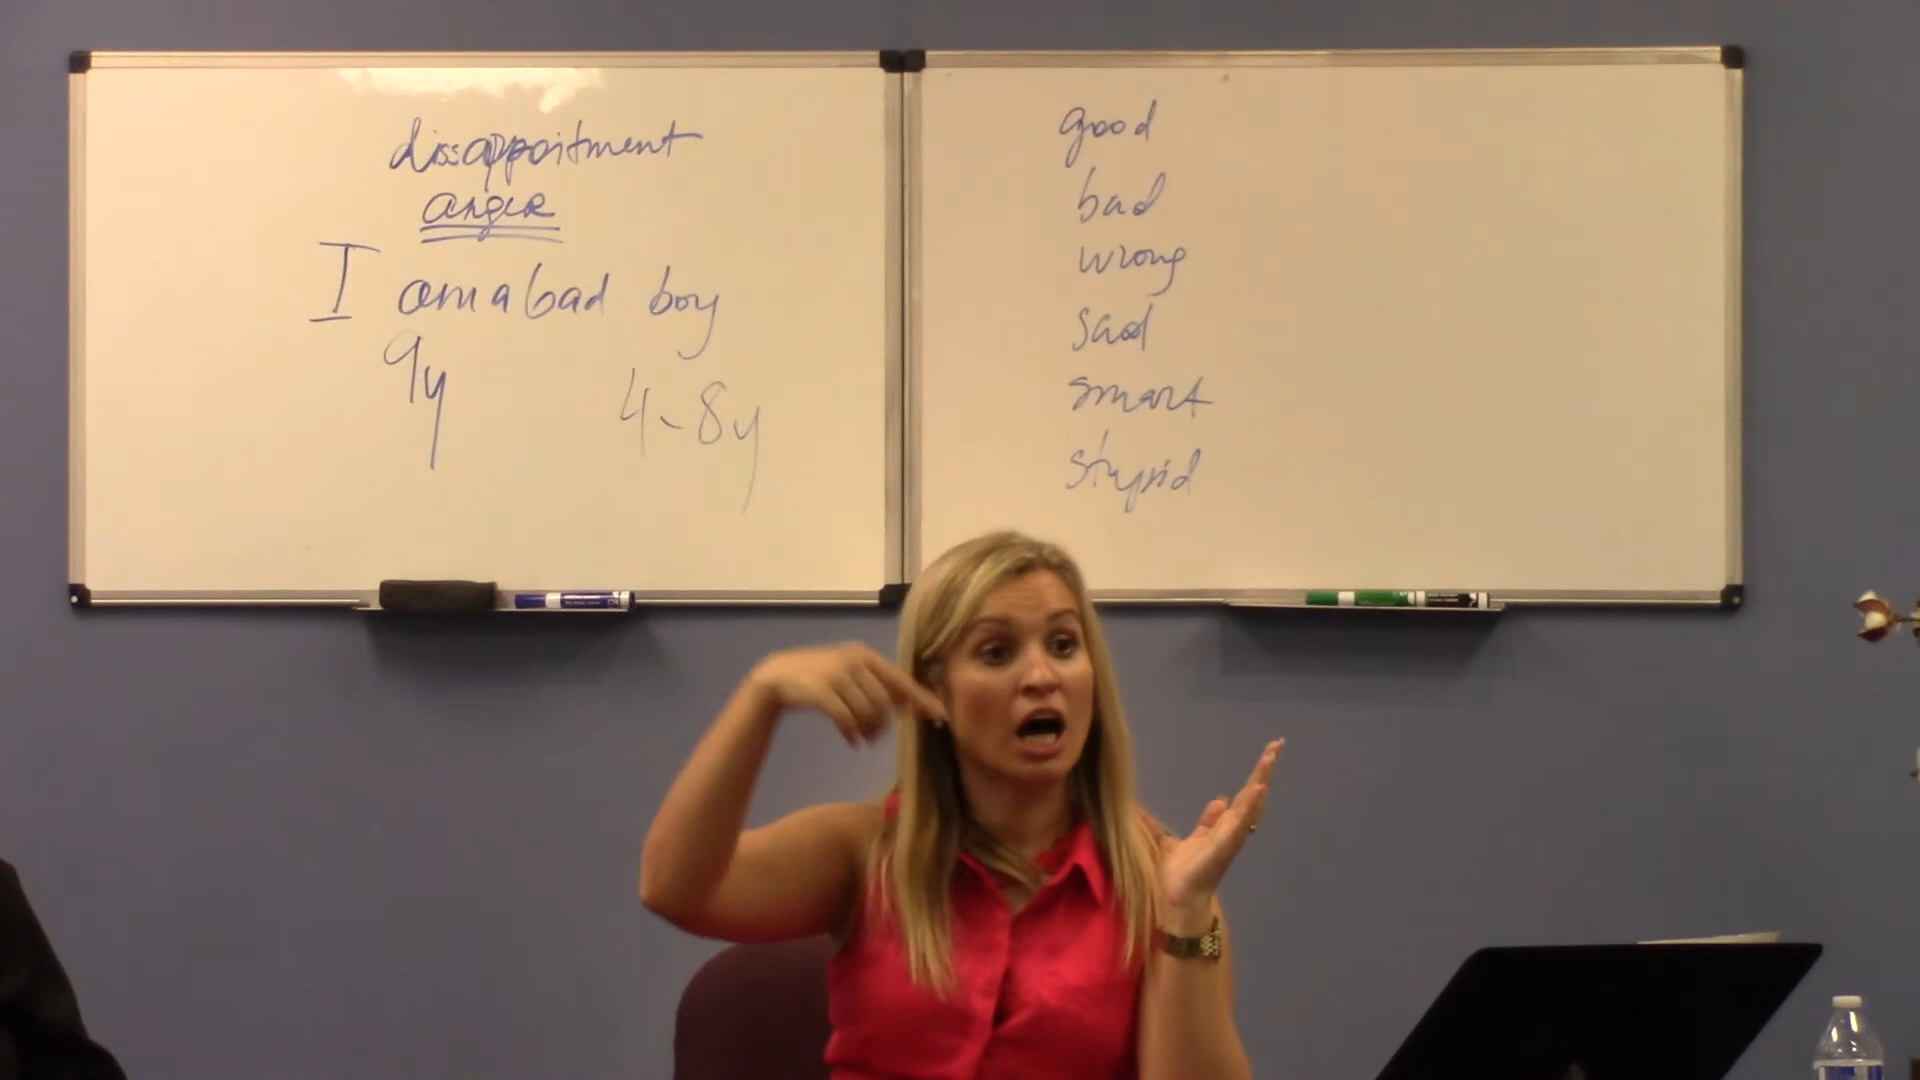 dissappoitment
anger
I am a bad boy
9y 4-8y
good
bad
wrong
sad
smart
stupid